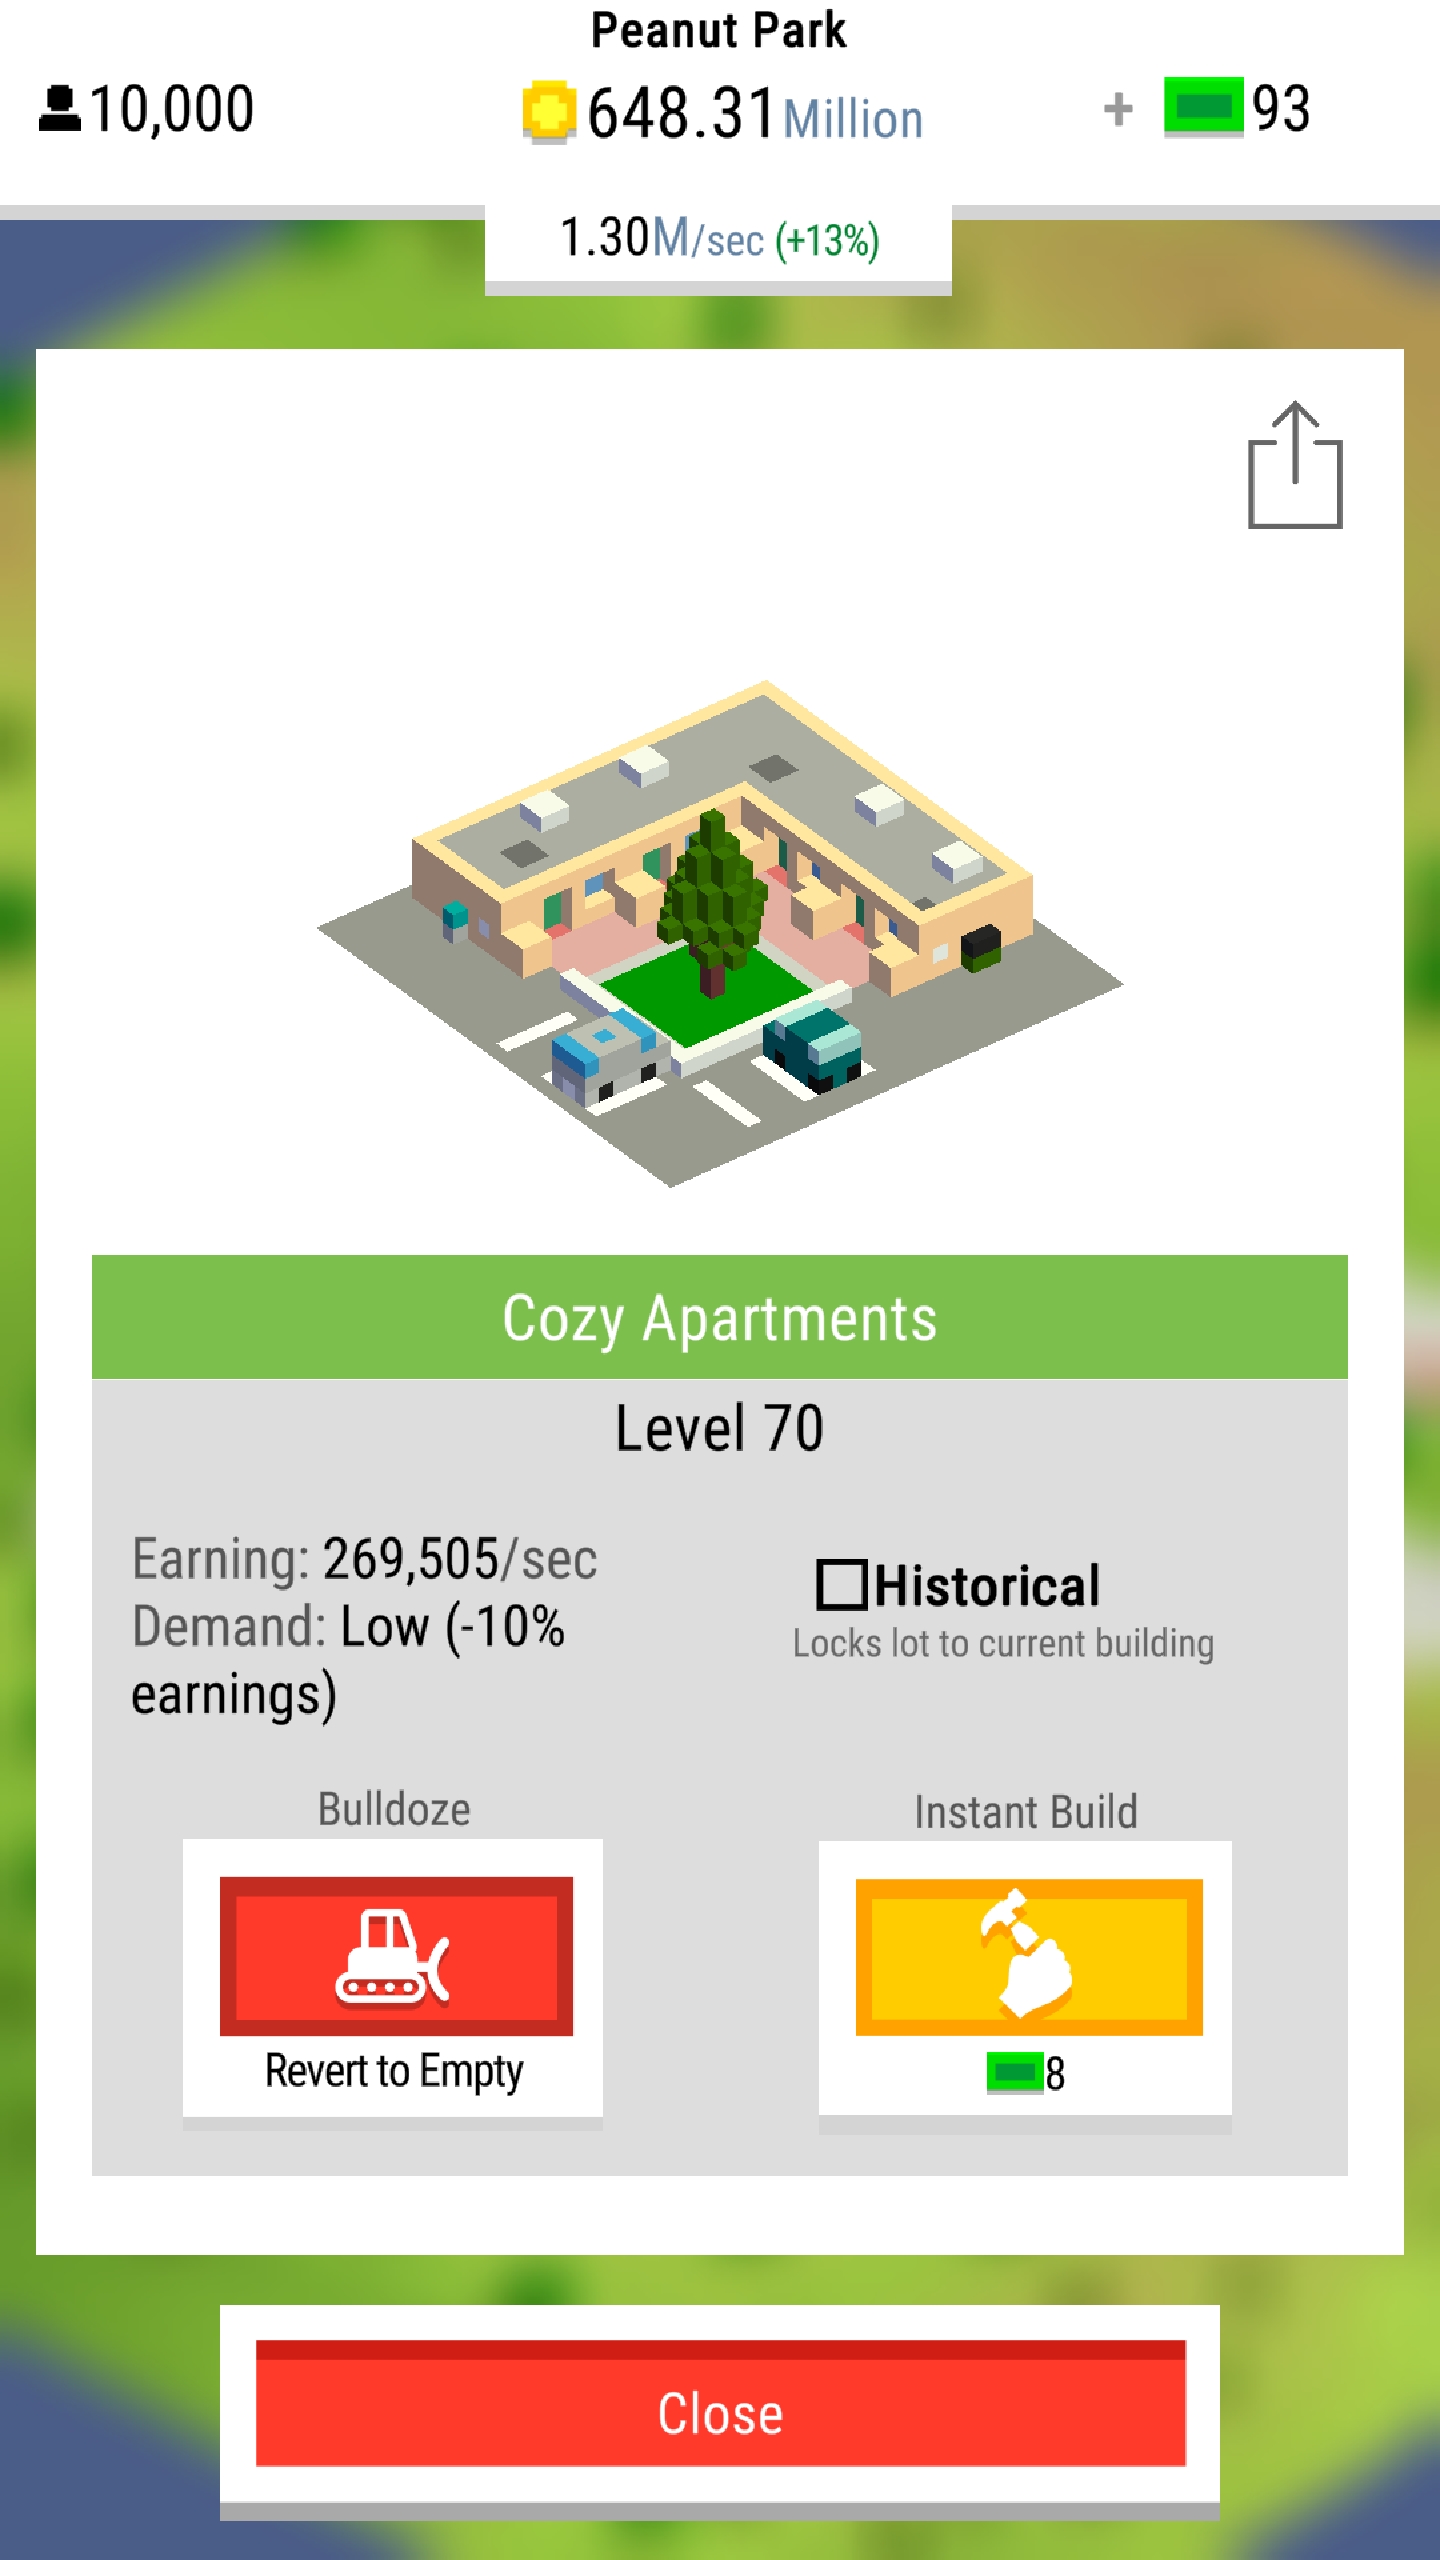 Peanut Park
10,000
648.31 Million
+ 93
1.30M/sec (+13%)
Cozy Apartments
Level 70
Earning: 269,505/sec
Demand: Low (-10%
earnings)
Historical
Locks lot to current building
Bulldoze
Revert to Empty
Instant Build
8
Close